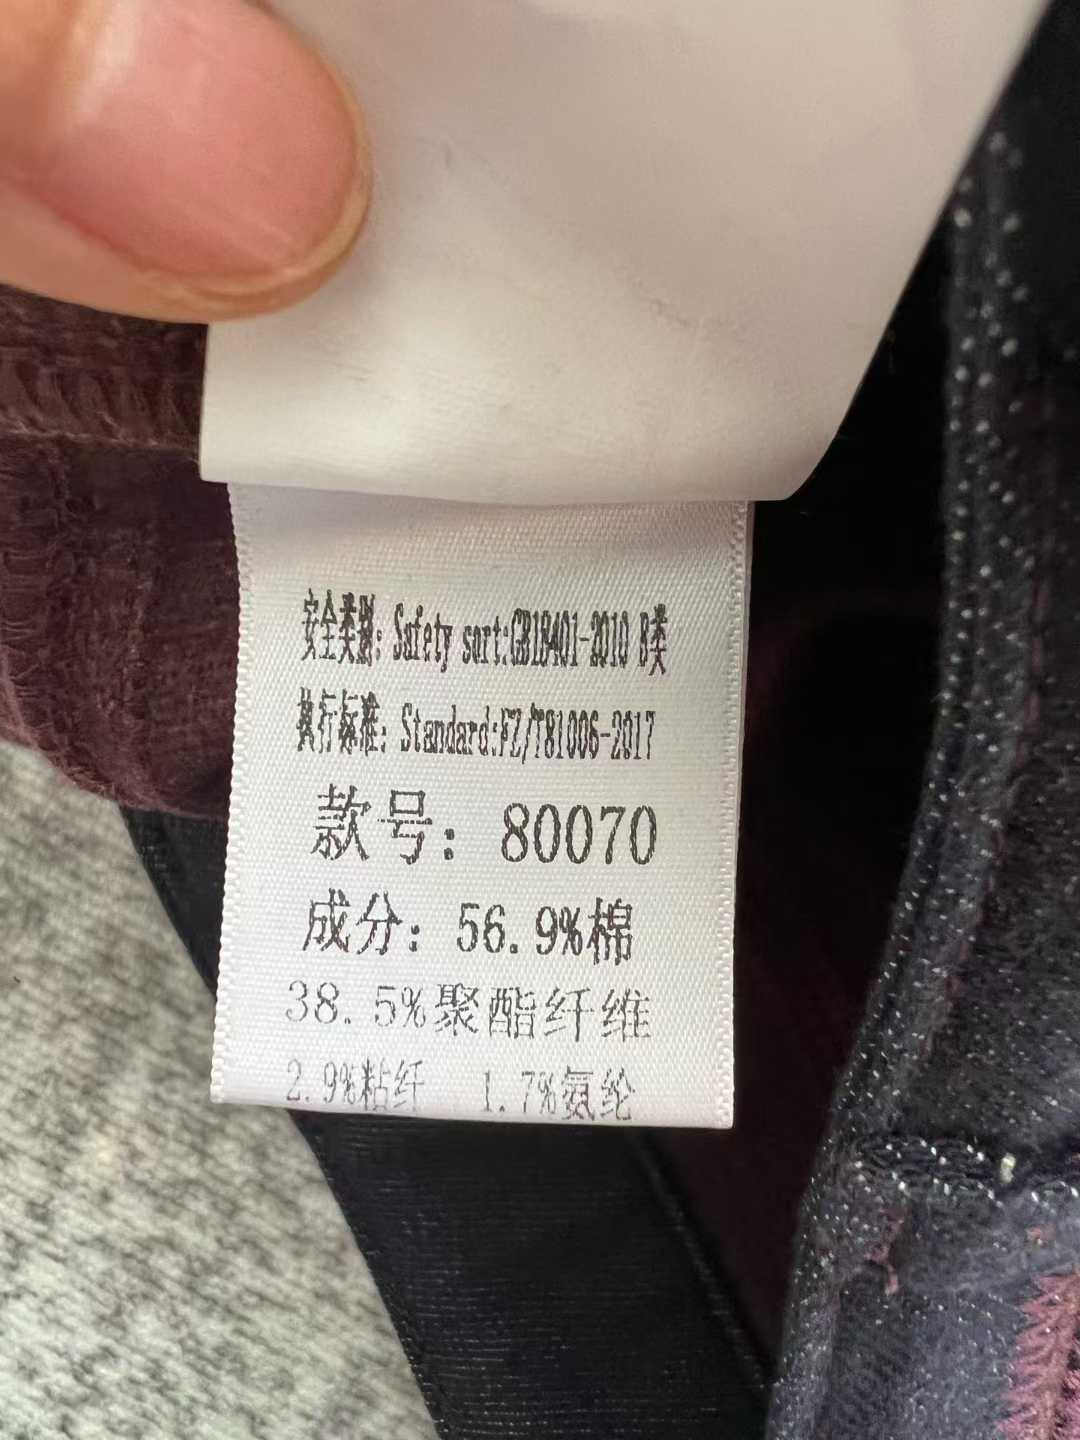 安全类别: Safety sort:GB18401-2010 B类
执行标准: Standard:FZ/T81006-2017
款号: 80070
成分: 56.9%棉
38.5%聚酯纤维
2.9%粘纤 1.7%氨纶